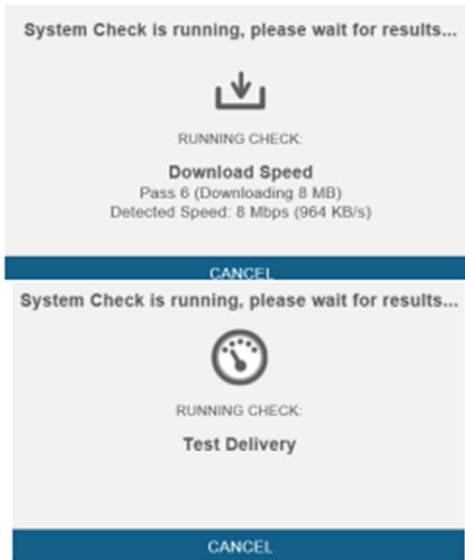 System Check is running, please wait for results...
RUNNING CHECK:
Download Speed
Pass 6 (Downloading 8 MB)
Detected Speed: 8 Mbps (964 KB/s)
CANCEL
System Check is running, please wait for results...
RUNNING CHECK:
Test Delivery
CANCEL